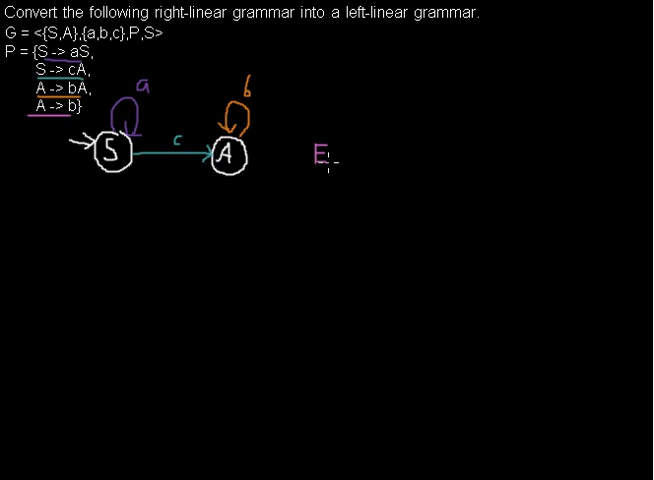 Convert the following right-linear grammar into a left-linear grammar.
G = <{S,A},{a,b,c},P,S>
P = {S -> aS,
S -> cA,
A -> bA,
A -> b}
a
b
c
S
A
E